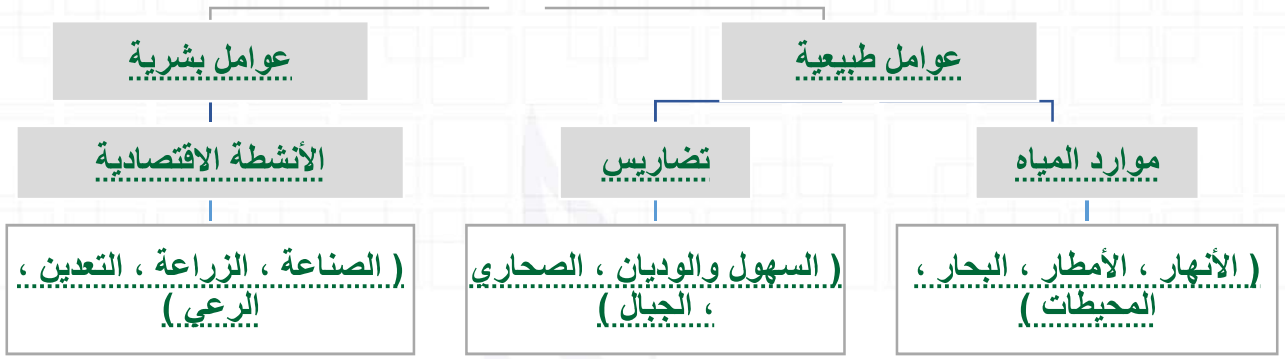 عوامل طبيعية
عوامل بشرية
موارد المياه
تضاريس
الأنشطة الاقتصادية
( الأنهار ، الأمطار ، البحار ،
المحيطات )
( السهول والوديان ، الصحاري
، الجبال )
( الصناعة ، الزراعة ، التعدين ،
الرعي )